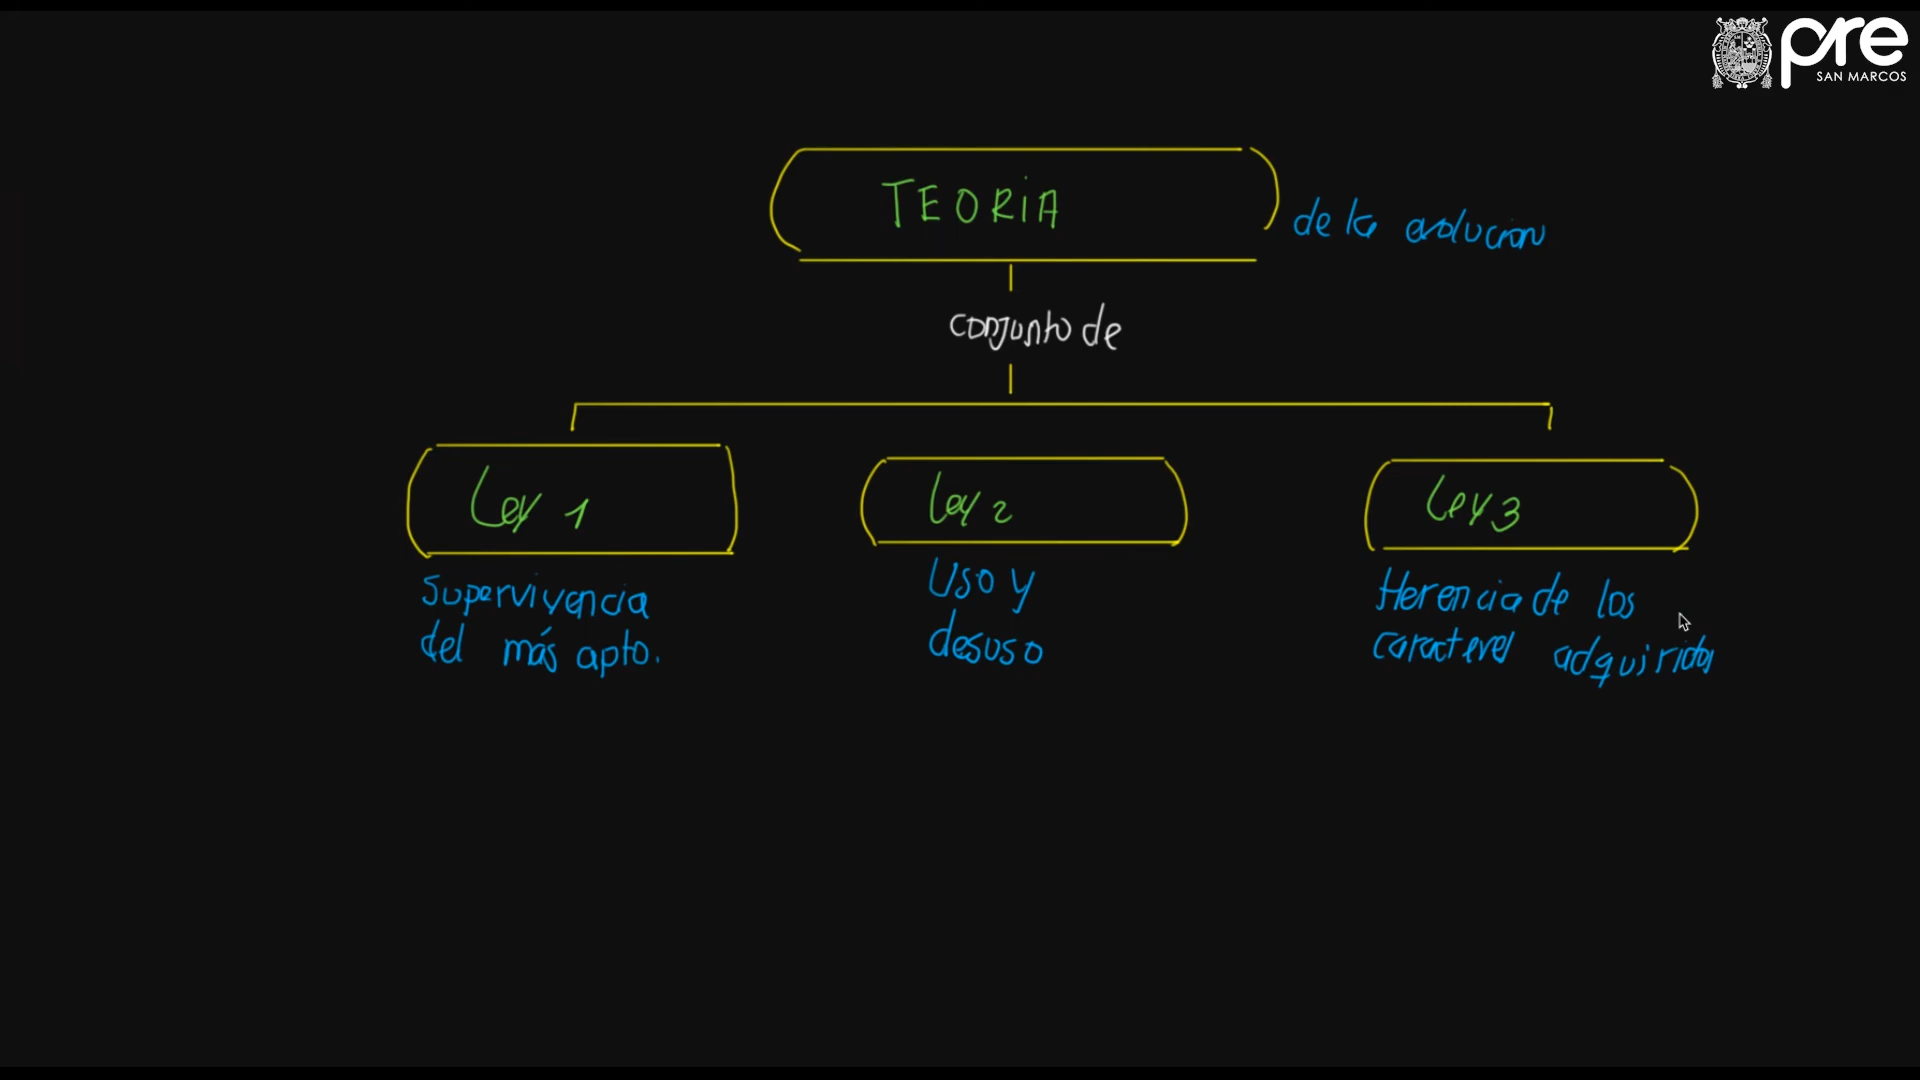 pre
SAN MARCOS
TEORIA
de la evolucion
conjunto de
Ley 1
Ley 2
Ley 3
Supervivencia
del más apto.
Uso y
desuso
Herencia de los
caracteres adquiridos